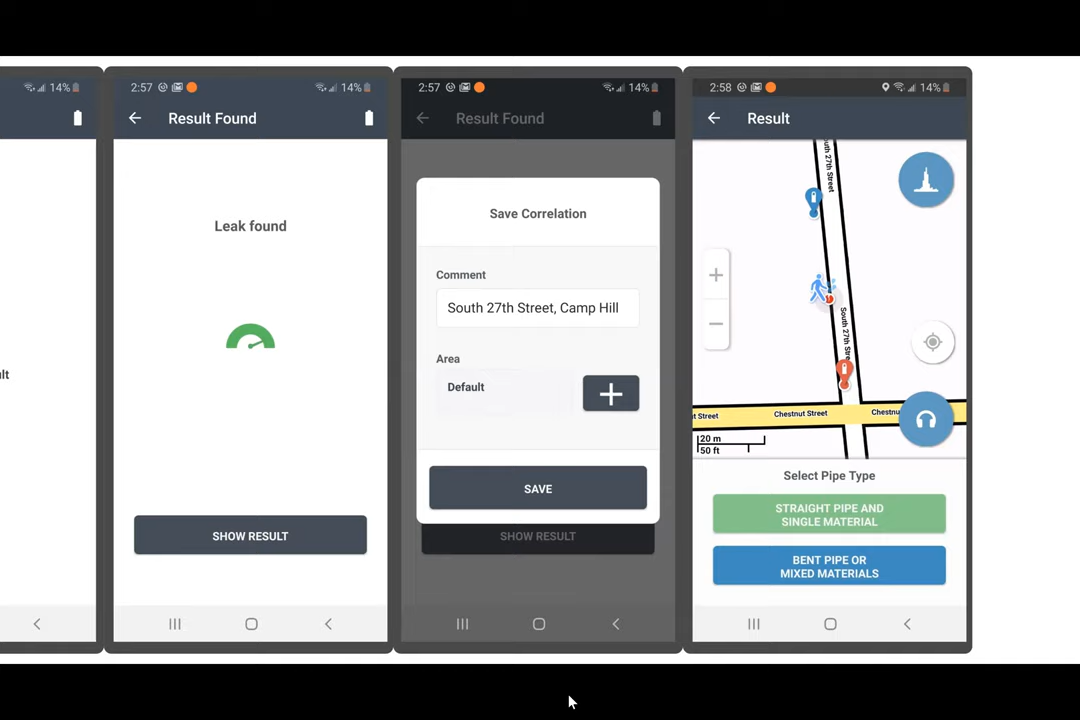 14%
lt
2:57
14%
Result Found
Leak found
SHOW RESULT
2:57
14%
Result Found
Save Correlation
Comment
South 27th Street, Camp Hill
Area
Default
SAVE
SHOW RESULT
2:58
14%
Result
South 27th Street
South 27th Street
Street
Chestnut Street
20 m
50 ft
Select Pipe Type
STRAIGHT PIPE AND
SINGLE MATERIAL
BENT PIPE OR
MIXED MATERIALS